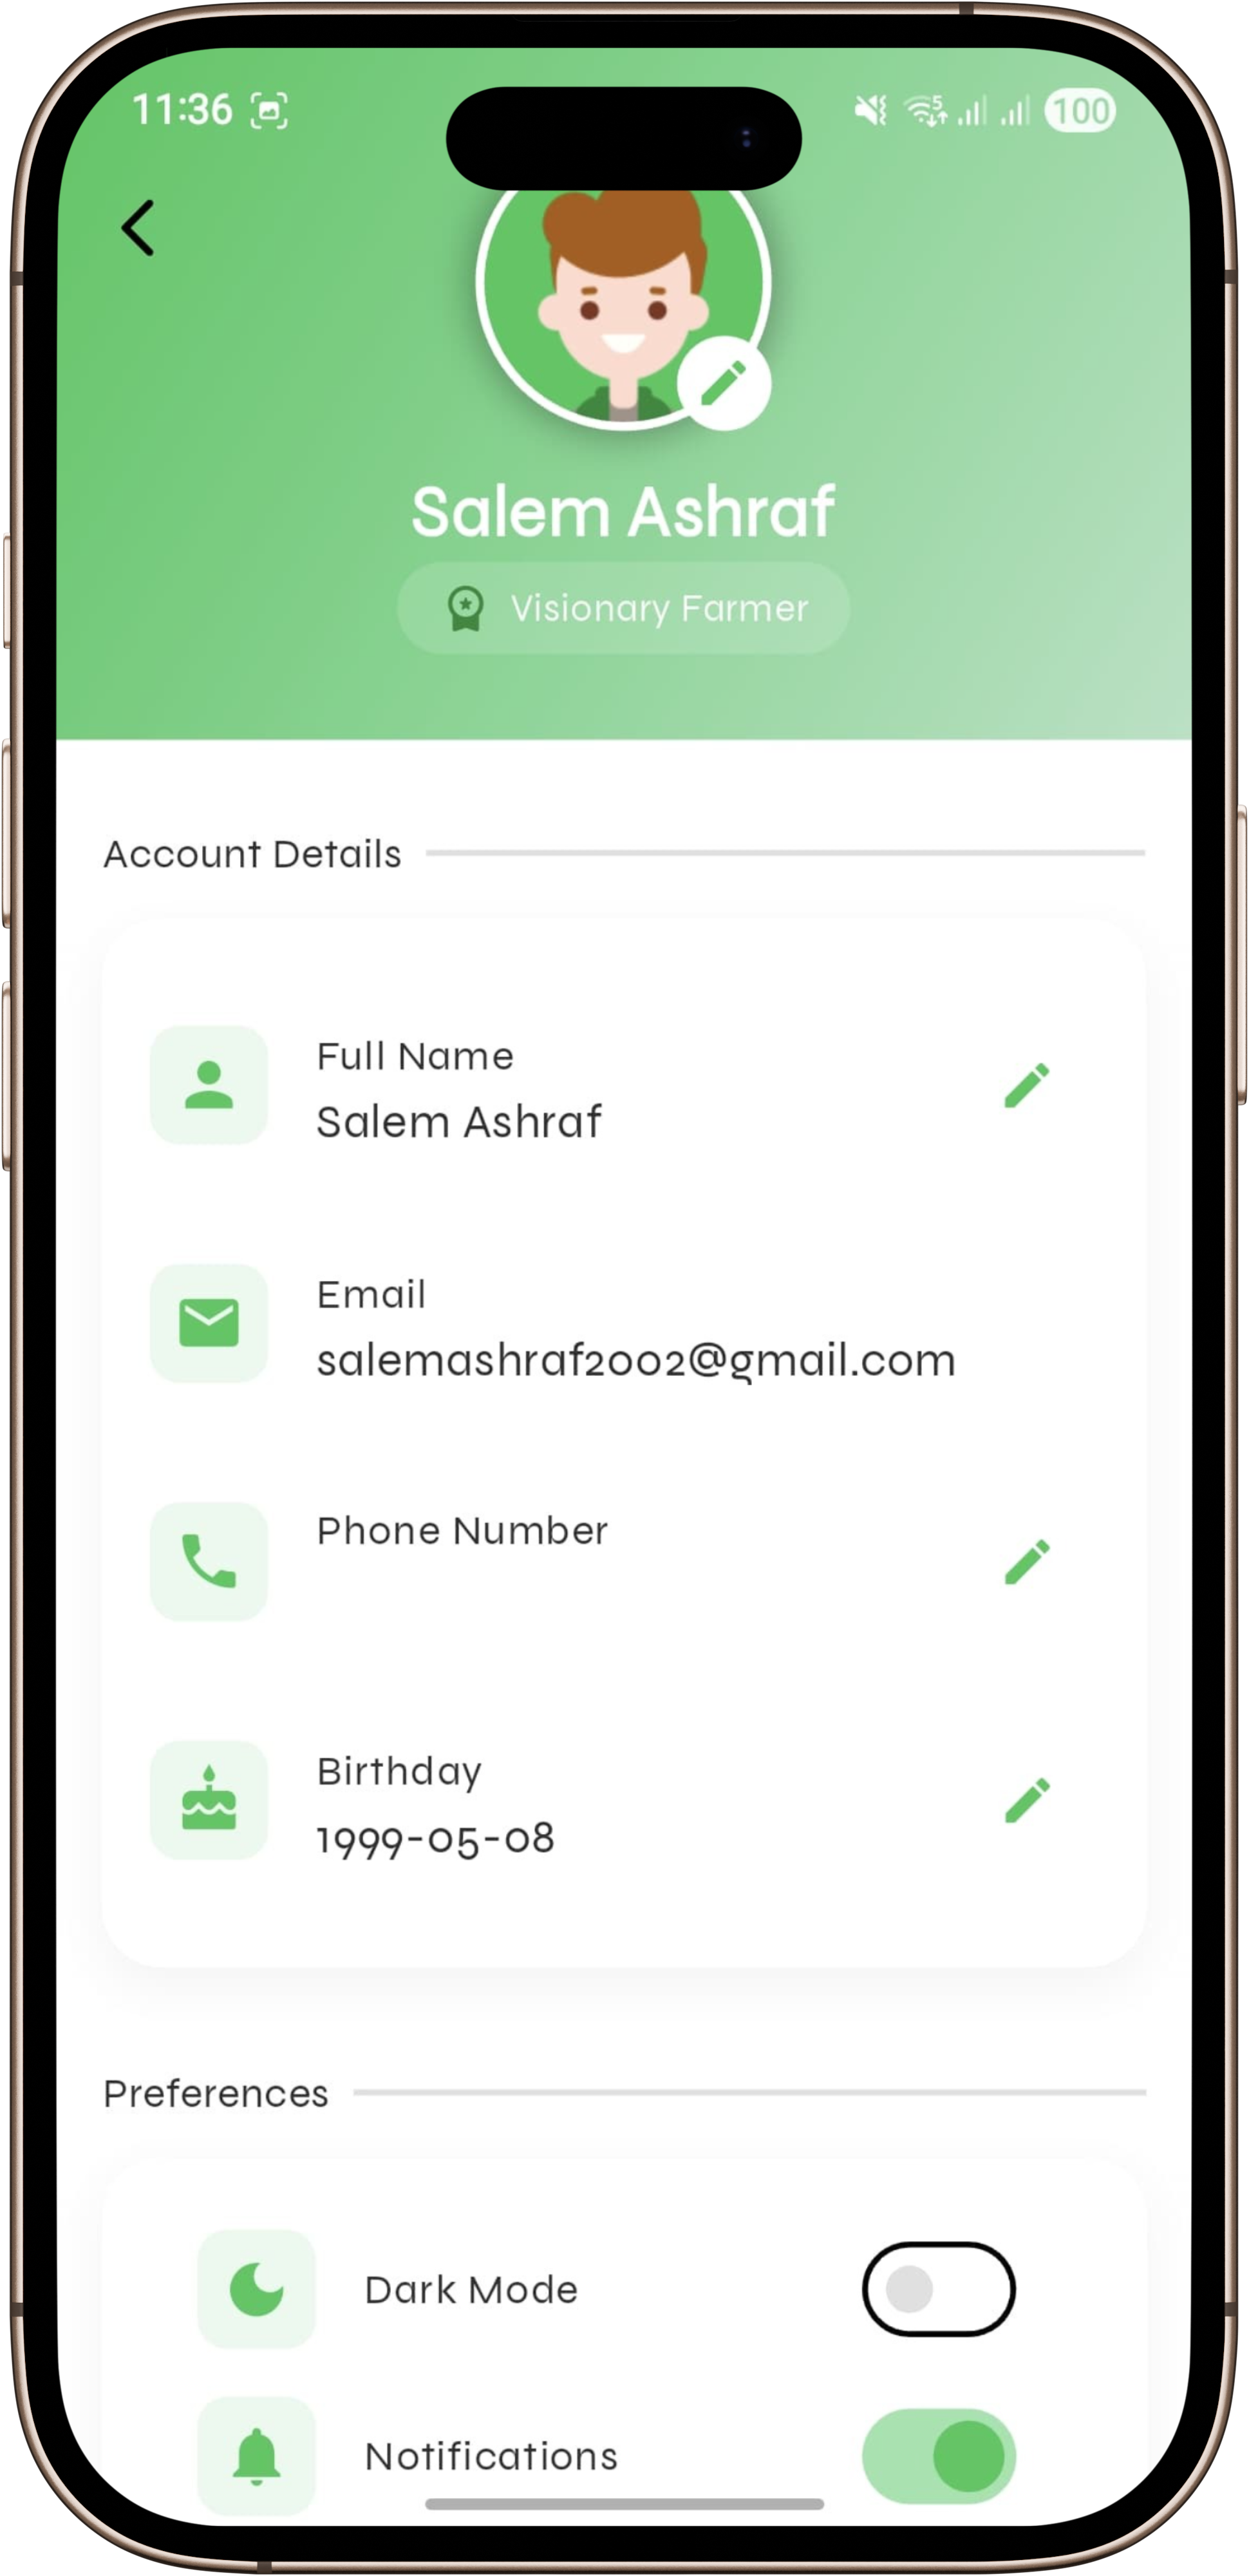 11:36
5
100
Salem Ashraf
Visionary Farmer
Account Details
Full Name
Salem Ashraf
Email
salemashraf2002@gmail.com
Phone Number
Birthday
1999-05-08
Preferences
Dark Mode
Notifications